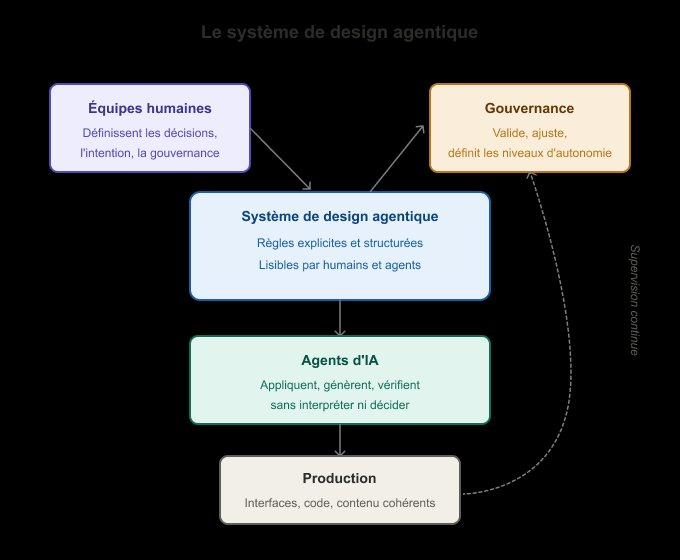 Le système de design agentique
Équipes humaines
Définissent les décisions,
l'intention, la gouvernance
Gouvernance
Valide, ajuste,
définit les niveaux d'autonomie
Système de design agentique
Règles explicites et structurées
Lisibles par humains et agents
Supervision continue
Agents d'IA
Appliquent, génèrent, vérifient
sans interpréter ni décider
Production
Interfaces, code, contenu cohérents